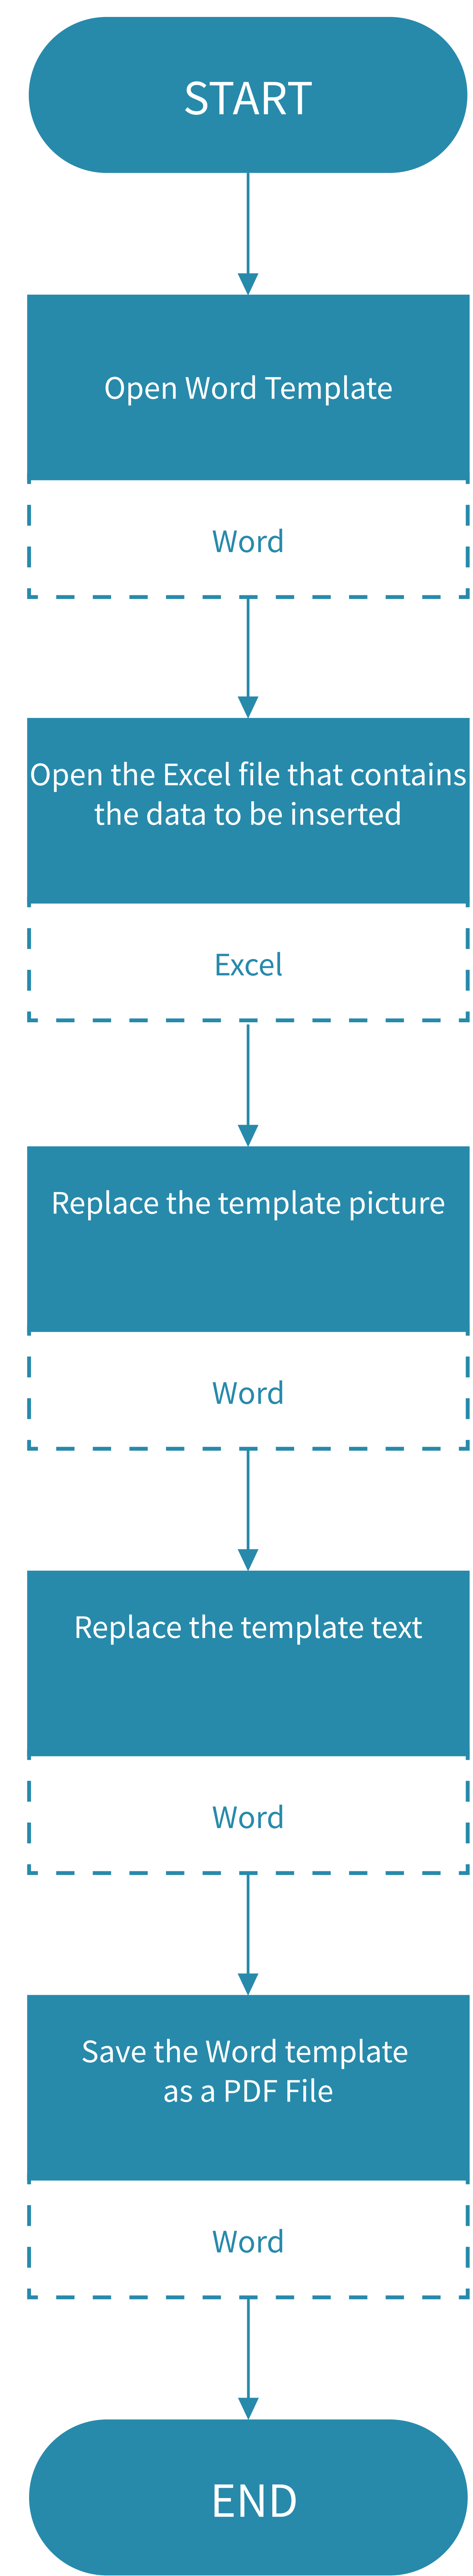 START
Open Word Template
Word
Open the Excel file that contains
the data to be inserted
Excel
Replace the template picture
Word
Replace the template text
Word
Save the Word template
as a PDF File
Word
END